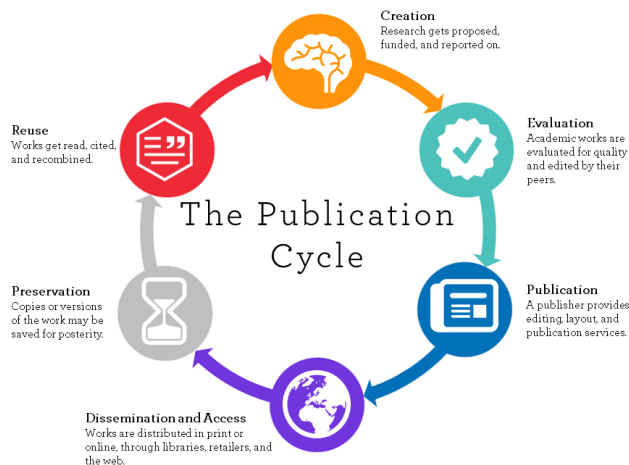 Creation
Research gets proposed,
funded, and reported on.
Evaluation
Academic works are
evaluated for quality
and edited by their
peers.
Reuse
Works get read, cited,
and recombined.
The Publication
Cycle
Publication
A publisher provides
editing, layout, and
publication services.
Preservation
Copies or versions
of the work may be
saved for posterity.
Dissemination and Access
Works are distributed in print or
online, through libraries, retailers, and
the web.